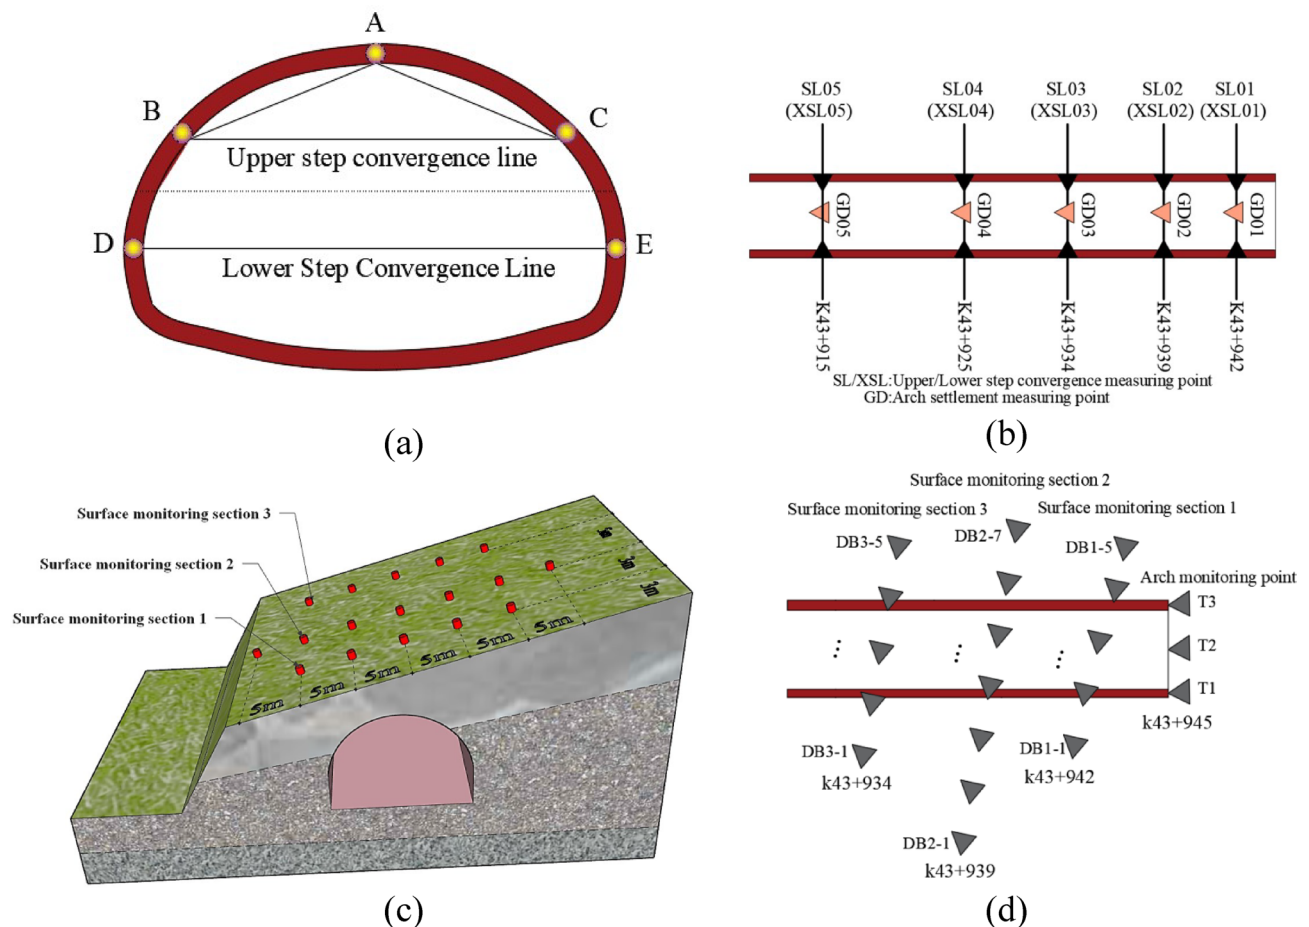 A
B
C
Upper step convergence line
D
E
Lower Step Convergence Line
(a)
SL05
(XSL05)
SL04
(XSL04)
SL03
(XSL03)
SL02
(XSL02)
SL01
(XSL01)
GD05
GD04
GD03
GD02
GD01
K43+915
K43+925
K43+934
K43+939
K43+942
SL/XSL:Upper/Lower step convergence measuring point
GD:Arch settlement measuring point
(b)
Surface monitoring section 3
Surface monitoring section 2
Surface monitoring section 1
3m
3m
5m
5m
5m
5m
5m
5m
(c)
Surface monitoring section 2
Surface monitoring section 3
Surface monitoring section 1
DB3-5
DB2-7
DB1-5
Arch monitoring point
T3
T2
T1
k43+945
DB3-1
k43+934
DB1-1
k43+942
DB2-1
k43+939
(d)